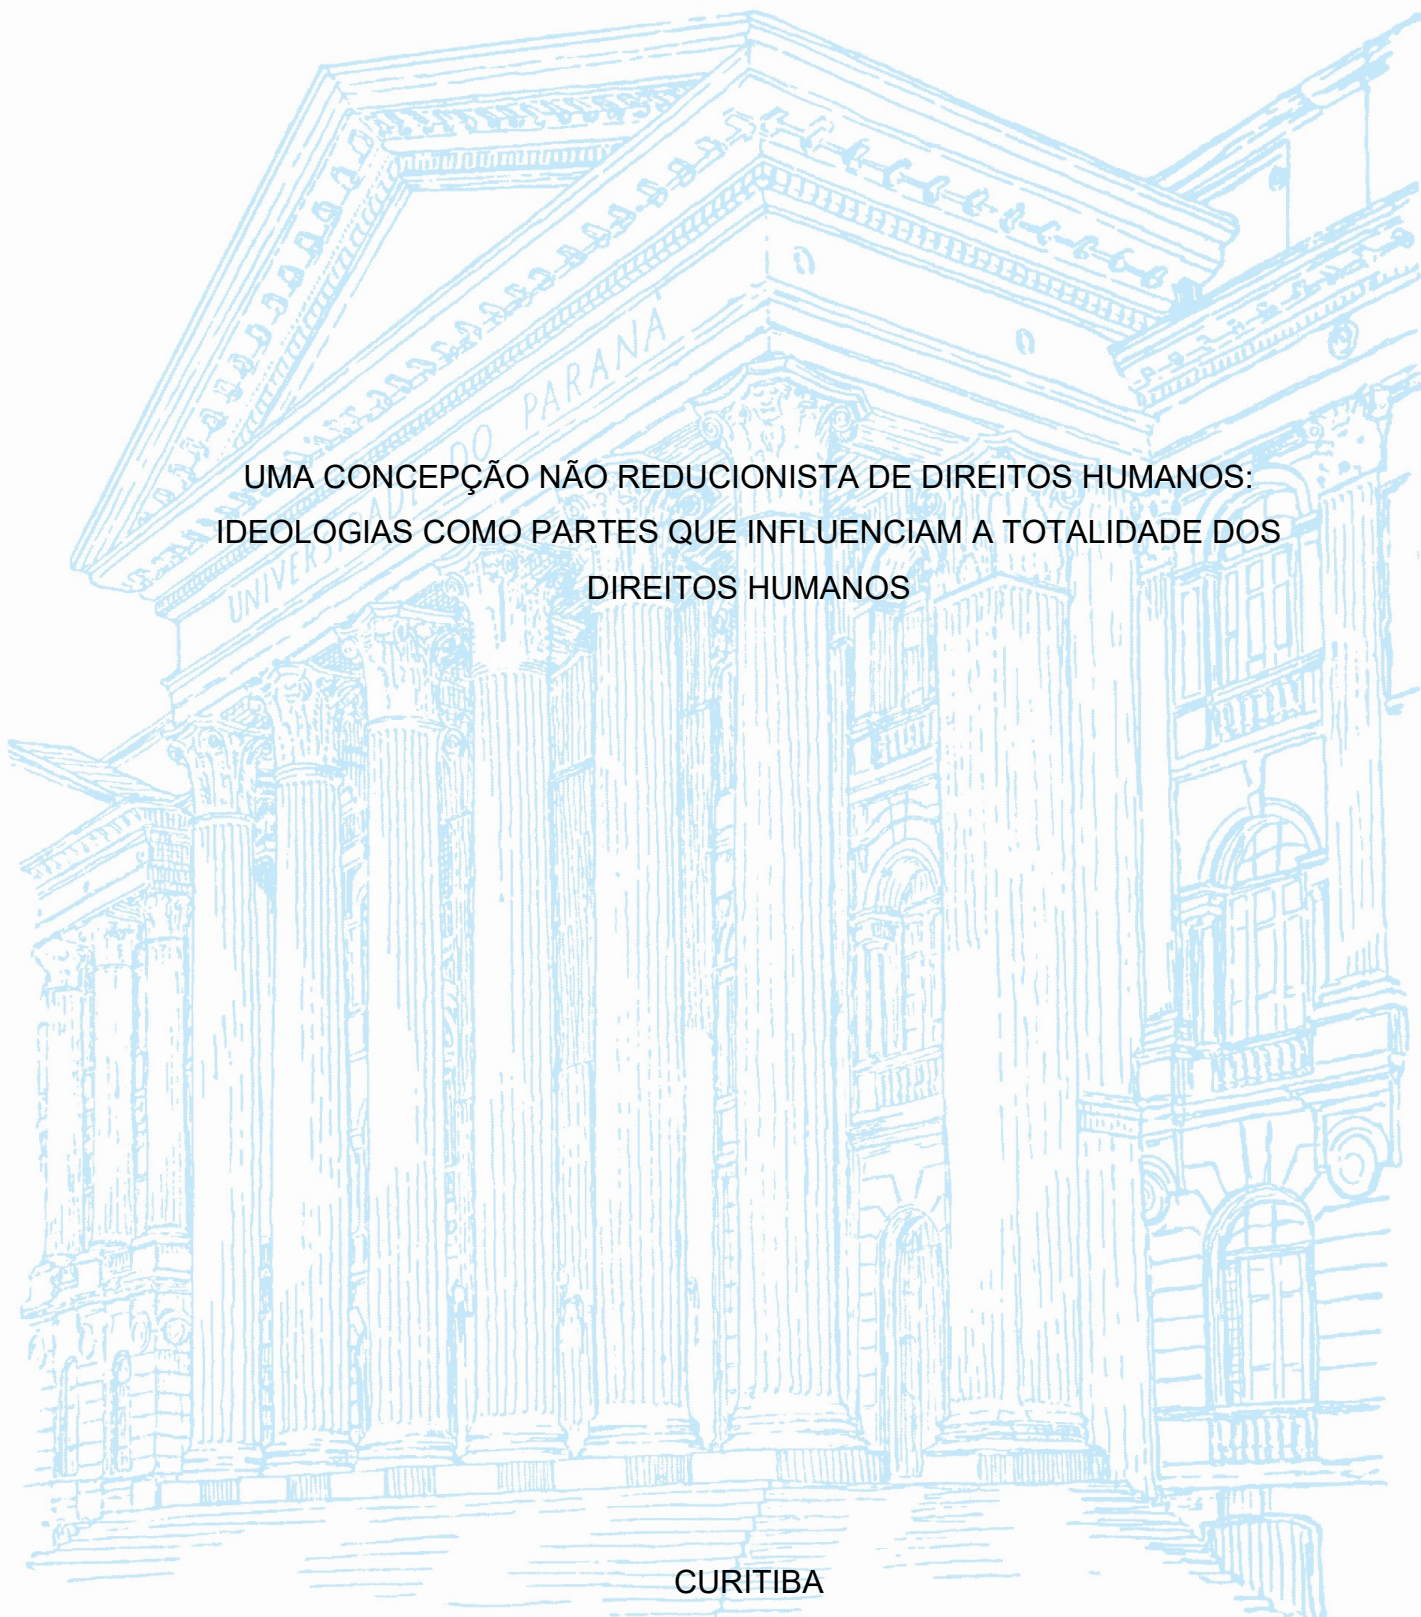 UNIVERSIDADE DO PARANÁ
UMA CONCEPÇÃO NÃO REDUCIONISTA DE DIREITOS HUMANOS:
IDEOLOGIAS COMO PARTES QUE INFLUENCIAM A TOTALIDADE DOS
DIREITOS HUMANOS
CURITIBA